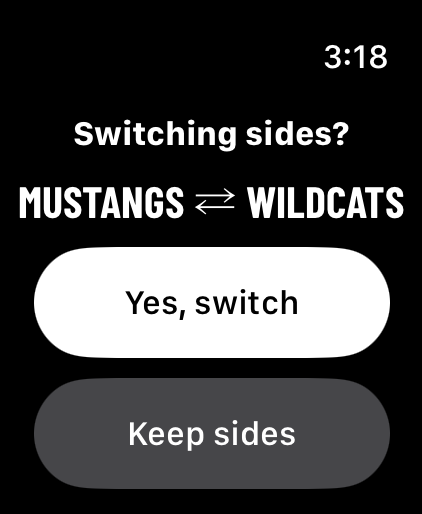 3:18
Switching sides?
MUSTANGS ⇄ WILDCATS
Yes, switch
Keep sides